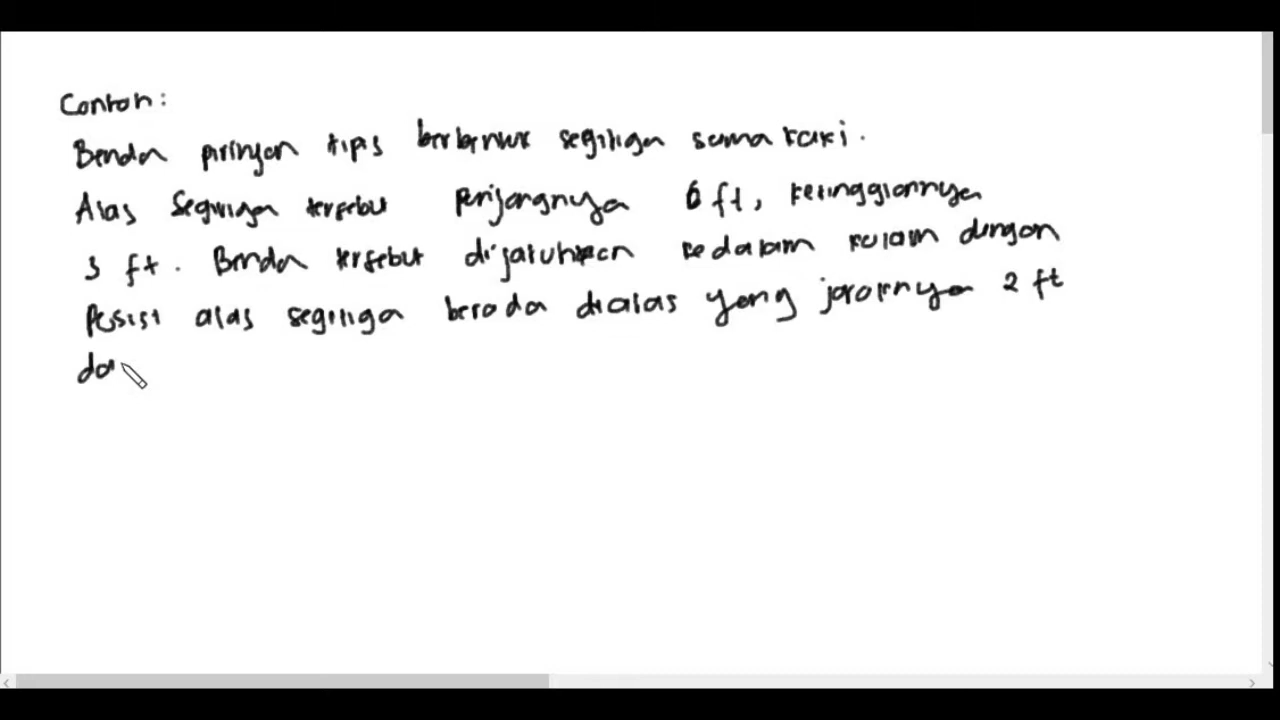 Contoh:
Benda piringan tipis berbentuk segitiga sama kaki.
Alas Segitiga tersebut panjangnya 6 ft, ketinggiannya
3 ft. Benda tersebut dijatuhkan kedalam kolam dengan
Posisi alas segitiga berada diatas yang jaraknya 2 ft
dar